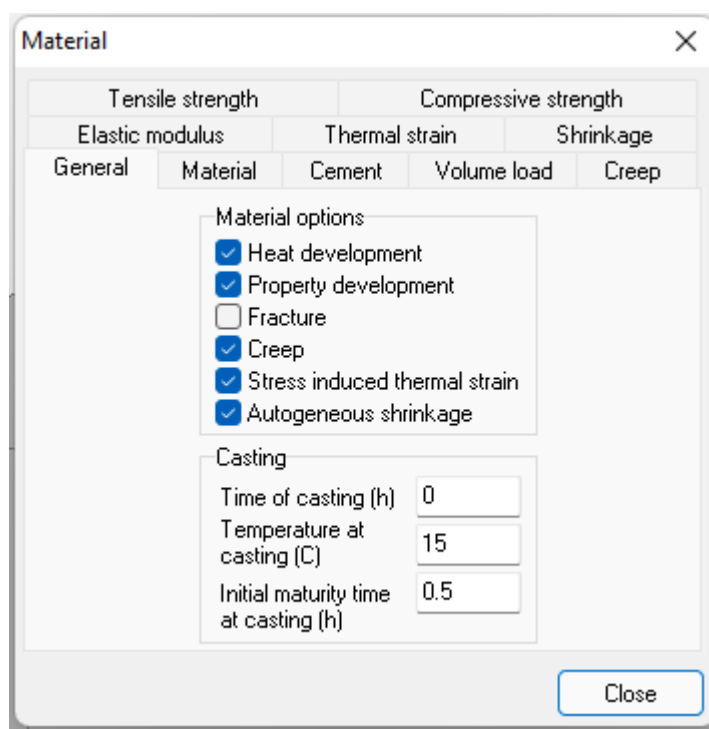 Material
Tensile strength
Compressive strength
Elastic modulus
Thermal strain
Shrinkage
General
Material
Cement
Volume load
Creep
Material options
Heat development
Property development
Fracture
Creep
Stress induced thermal strain
Autogeneous shrinkage
Casting
Time of casting (h)
0
Temperature at
casting (C)
15
Initial maturity time
at casting (h)
0.5
Close